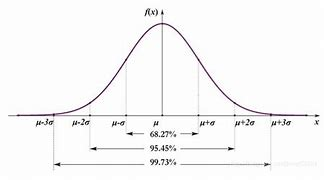 f(x)
μ-3σ μ-2σ μ-σ μ μ+σ μ+2σ μ+3σ x
68.27%
95.45%
99.73%